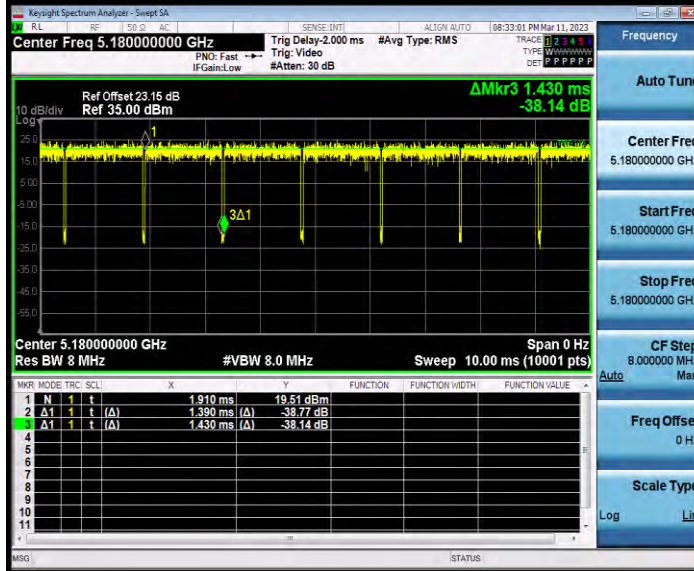 Keysight Spectrum Analyzer - Swept SA
RL RF 50 Ω AC SENSE:INT ALIGN AUTO 08:33:01 PM Mar 11, 2023
Center Freq 5.180000000 GHz
PNO: Fast
IFGain:Low
Trig Delay-2.000 ms
Trig: Video
#Atten: 30 dB
#Avg Type: RMS
TRACE 1 2 3 4 5 6
TYPE
DET P P P P P P
ΔMkr3 1.430 ms
-38.14 dB
Ref Offset 23.15 dB
10 dB/div Ref 35.00 dBm
Log
25.0
15.0
5.00
-5.00
-15.0
-25.0
-35.0
-45.0
-55.0
1
3Δ1
Center 5.180000000 GHz Span 0 Hz
Res BW 8 MHz #VBW 8.0 MHz Sweep 10.00 ms (10001 pts)
MKR MODE TRC SCL X Y FUNCTION FUNCTION WIDTH FUNCTION VALUE
1 N 1 t 1.910 ms 19.51 dBm
2 Δ1 1 t (Δ) 1.390 ms (Δ) -38.77 dB
3 Δ1 1 t (Δ) 1.430 ms (Δ) -38.14 dB
4
5
6
7
8
9
10
11
MSG STATUS
Frequency
Auto Tune
Center Freq
5.180000000 GHz
Start Freq
5.180000000 GHz
Stop Freq
5.180000000 GHz
CF Step
8.000000 MHz
Auto Man
Freq Offset
0 Hz
Scale Type
Log Lin